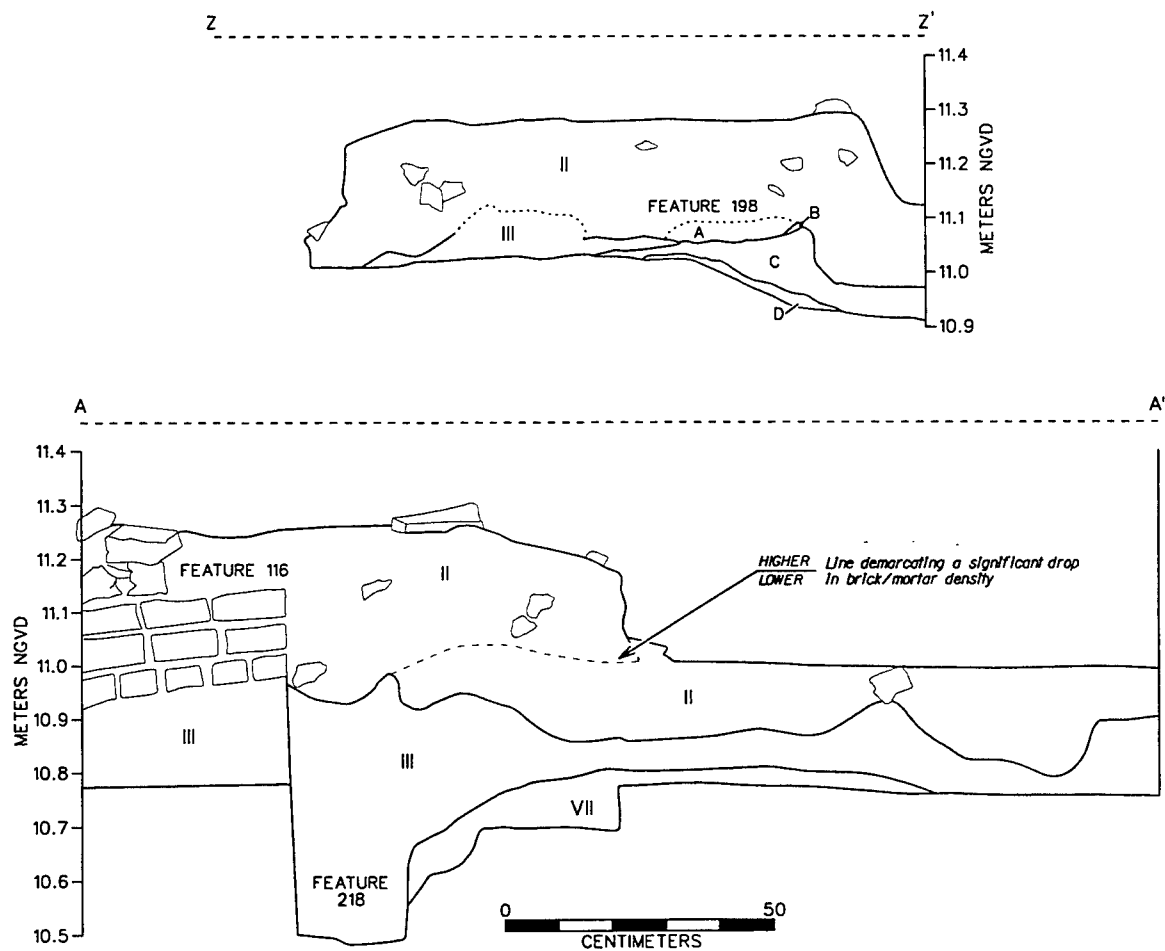 Z Z'
11.4
11.3
11.2
11.1
11.0
10.9
METERS NGVD
II
FEATURE 198
B
III
A
C
D
A A'
11.4
11.3
11.2
11.1
11.0
10.9
10.8
10.7
10.6
10.5
METERS NGVD
FEATURE 116
II
HIGHER Line demarcating a significant drop
LOWER in brick/mortar density
II
III
III
VII
FEATURE
218
0 50
CENTIMETERS